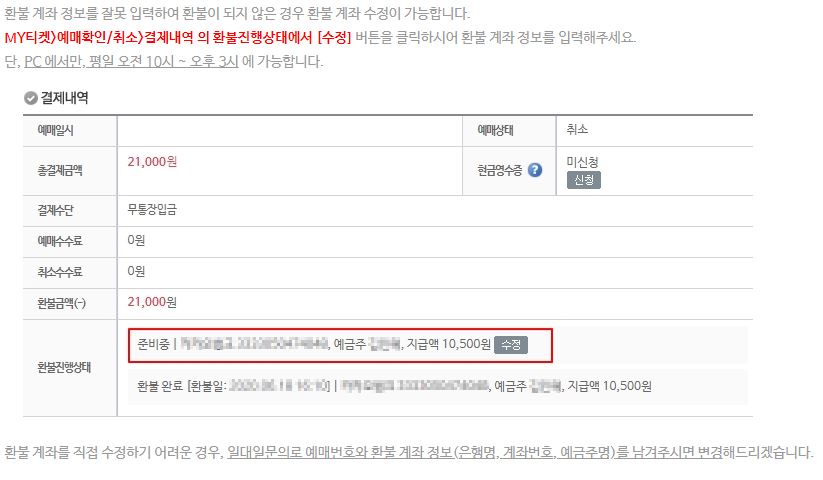 환불 계좌 정보를 잘못 입력하여 환불이 되지 않은 경우 환불 계좌 수정이 가능합니다.
MY티켓>예매확인/취소>결제내역 의 환불진행상태에서 [수정] 버튼을 클릭하시어 환불 계좌 정보를 입력해주세요.
단, PC에서만, 평일 오전 10시 ~ 오후 3시 에 가능합니다.
결제내역
예매일시 예매상태 취소
총결제금액 21,000원 현금영수증 ? 미신청
신청
결제수단 무통장입금
예매수수료 0원
취소수수료 0원
환불금액(-) 21,000원
환불진행상태
준비중 | , 예금주 , 지급액 10,500원 수정
환불 완료 [환불일: ] | , 예금주 , 지급액 10,500원
환불 계좌를 직접 수정하기 어려운 경우, 일대일문의로 예매번호와 환불 계좌 정보(은행명, 계좌번호, 예금주명)를 남겨주시면 변경해드리겠습니다.